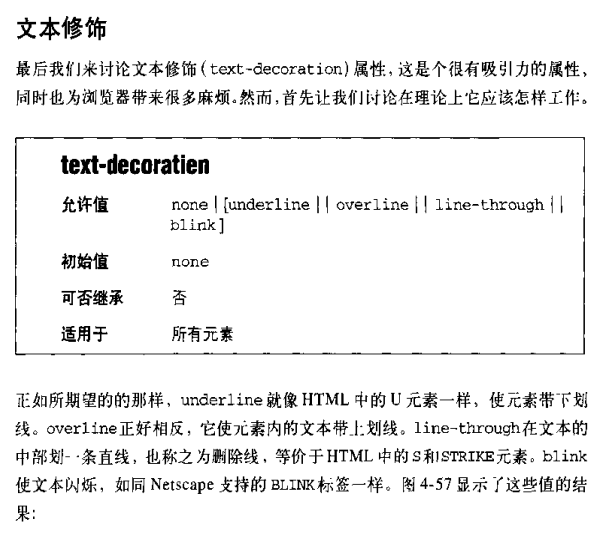 文本修饰
最后我们来讨论文本修饰(text-decoration)属性,这是个很有吸引力的属性、
同时也为浏览器带来很多麻烦。然而,首先让我们讨论在理论上它应该怎样工作。
text-decoratien
允许值 none | [underline || overline || line-through ||
blink]
初始值 none
可否继承 否
适用于 所有元素
正如所期望的的那样，underline就像HTML中的U元素一样，使元素带下划
线。overline正好相反，它使元素内的文本带上划线。line-through在文本的
中部划一条直线，也称之为删除线，等价于HTML中的S和STRIKE元素。blink
使文本闪烁，如同Netscape支持的BLINK标签一样。图4-57显示了这些值的结
果：